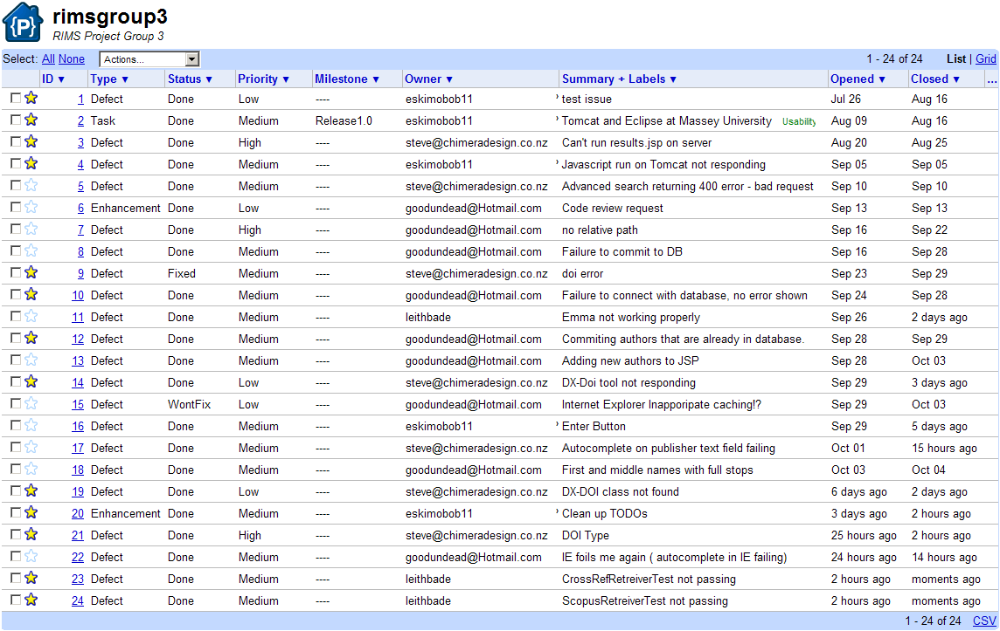 rimsgroup3
RIMS Project Group 3
Select: All None Actions... 1 - 24 of 24 List | Grid
ID ▼ Type ▼ Status ▼ Priority ▼ Milestone ▼ Owner ▼ Summary + Labels ▼ Opened ▼ Closed ▼ ...
1 Defect Done Low ---- eskimobob11 › test issue Jul 26 Aug 16
2 Task Done Medium Release1.0 eskimobob11 › Tomcat and Eclipse at Massey University Usability Aug 09 Aug 16
3 Defect Done High ---- steve@chimeradesign.co.nz Can't run results.jsp on server Aug 20 Aug 25
4 Defect Done Medium ---- eskimobob11 › Javascript run on Tomcat not responding Sep 05 Sep 05
5 Defect Done Medium ---- steve@chimeradesign.co.nz Advanced search returning 400 error - bad request Sep 10 Sep 10
6 Enhancement Done Low ---- goodundead@Hotmail.com Code review request Sep 13 Sep 13
7 Defect Done High ---- goodundead@Hotmail.com no relative path Sep 16 Sep 22
8 Defect Done Medium ---- goodundead@Hotmail.com Failure to commit to DB Sep 16 Sep 28
9 Defect Fixed Medium ---- steve@chimeradesign.co.nz doi error Sep 23 Sep 29
10 Defect Done Medium ---- goodundead@Hotmail.com Failure to connect with database, no error shown Sep 24 Sep 28
11 Defect Done Medium ---- leithbade Emma not working properly Sep 26 2 days ago
12 Defect Done Medium ---- goodundead@Hotmail.com Commiting authors that are already in database. Sep 28 Sep 29
13 Defect Done Medium ---- goodundead@Hotmail.com Adding new authors to JSP Sep 28 Oct 03
14 Defect Done Low ---- steve@chimeradesign.co.nz DX-Doi tool not responding Sep 29 3 days ago
15 Defect WontFix Low ---- goodundead@Hotmail.com Internet Explorer Inapporipate caching!? Sep 29 Oct 03
16 Defect Done Medium ---- eskimobob11 › Enter Button Sep 29 5 days ago
17 Defect Done Medium ---- steve@chimeradesign.co.nz Autocomplete on publisher text field failing Oct 01 15 hours ago
18 Defect Done Medium ---- goodundead@Hotmail.com First and middle names with full stops Oct 03 Oct 04
19 Defect Done Low ---- steve@chimeradesign.co.nz DX-DOI class not found 6 days ago 2 days ago
20 Enhancement Done Medium ---- eskimobob11 › Clean up TODOs 3 days ago 2 hours ago
21 Defect Done High ---- steve@chimeradesign.co.nz DOI Type 25 hours ago 2 hours ago
22 Defect Done Medium ---- goodundead@Hotmail.com IE foils me again ( autocomplete in IE failing) 24 hours ago 14 hours ago
23 Defect Done Medium ---- leithbade CrossRefRetreiverTest not passing 2 hours ago moments ago
24 Defect Done Medium ---- leithbade ScopusRetreiverTest not passing 2 hours ago moments ago
1 - 24 of 24 CSV